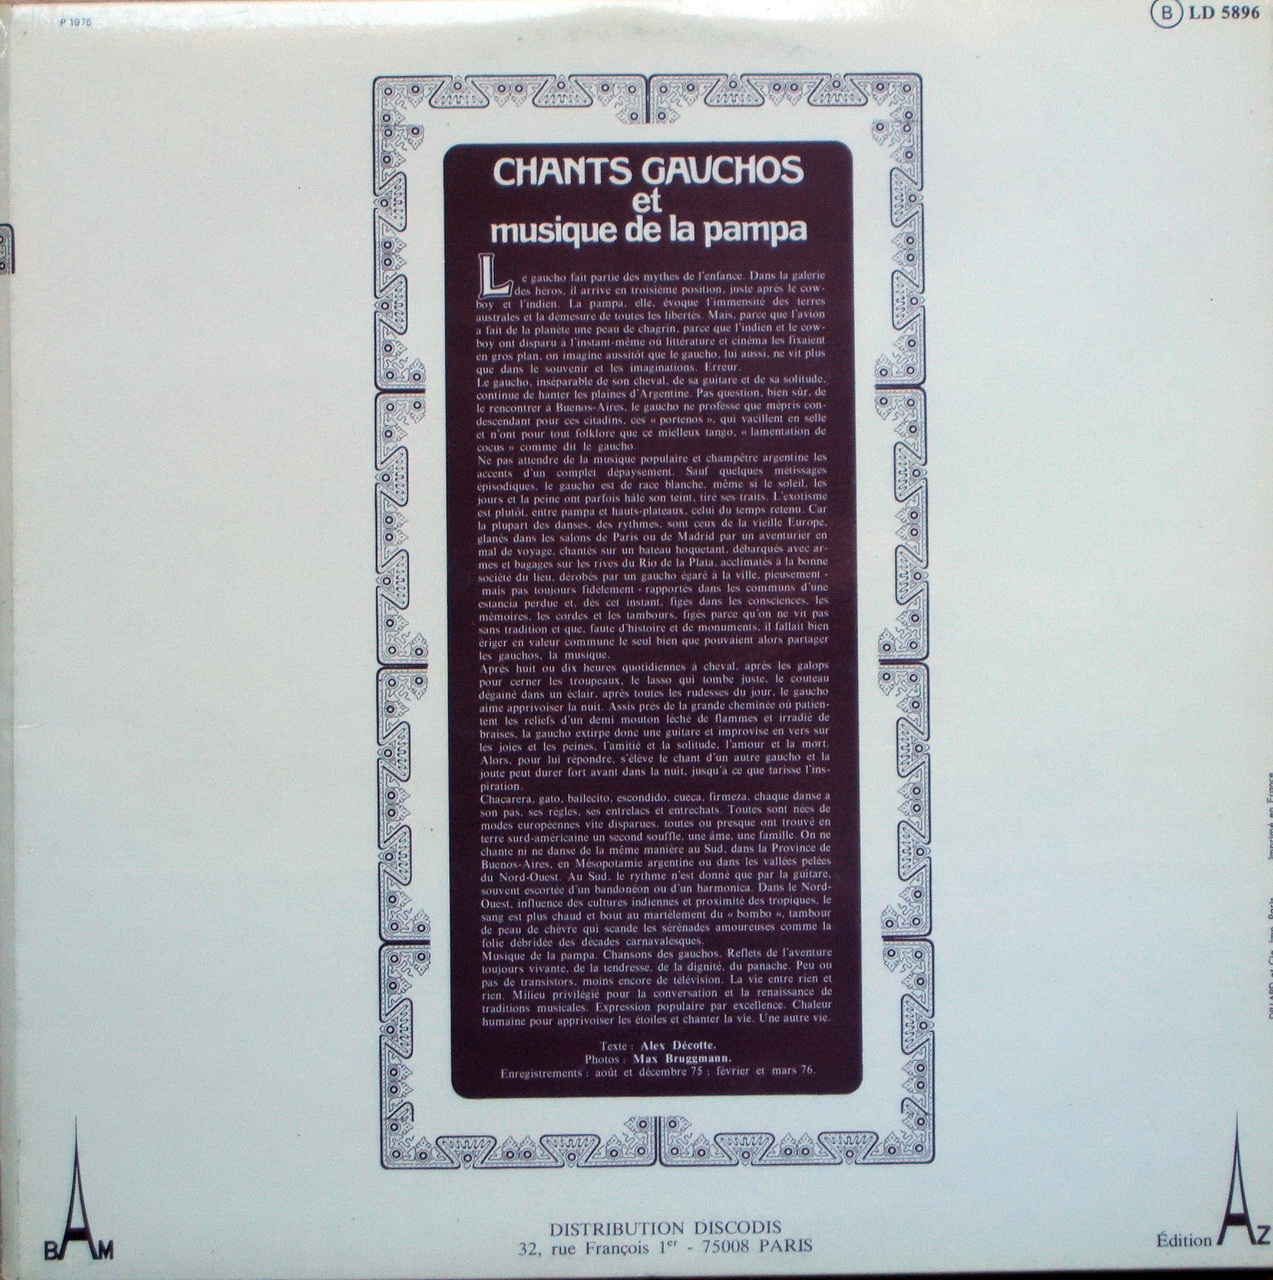 P 1976
B LD 5896
CHANTS GAUCHOS
et
musique de la pampa
Le gaucho fait partie des mythes de l'enfance. Dans la galerie
des héros, il arrive en troisième position, juste après le cow-
boy et l'indien. La pampa, elle, évoque l'immensité des terres
australes et la démesure de toutes les libertés. Mais, parce que l'avion
a fait de la planète une peau de chagrin, parce que l'indien et le cow-
boy ont disparu à l'instant-même où littérature et cinéma les fixaient
en gros plan, on imagine aussitôt que le gaucho, lui aussi, ne vit plus
que dans le souvenir et les imaginations. Erreur.
Le gaucho, inséparable de son cheval, de sa guitare et de sa solitude,
continue de hanter les plaines d'Argentine. Pas question, bien sûr, de
le rencontrer à Buenos-Aires, le gaucho ne professe que mépris con-
descendant pour ces citadins, ces « portenos », qui vacillent en selle
et n'ont pour tout folklore que ce mielleux tango, « lamentation de
cocus » comme dit le gaucho.
Ne pas attendre de la musique populaire et champêtre argentine les
accents d'un complet dépaysement. Sauf quelques métissages
épisodiques, le gaucho est de race blanche, même si le soleil, les
jours et la peine ont parfois hâlé son teint, tiré ses traits. L'exotisme
est plutôt, entre pampa et hauts-plateaux, celui du temps retenu. Car
la plupart des danses, des rythmes, sont ceux de la vieille Europe,
glanés dans les salons de Paris ou de Madrid par un aventurier en
mal de voyage, chantés sur un bateau hoquetant, débarqués avec ar-
mes et bagages sur les rives du Rio de la Plata, acclimatés à la bonne
société du lieu, dérobés par un gaucho égaré à la ville, pieusement -
mais pas toujours fidèlement - rapportés dans les communs d'une
estancia perdue et, dès cet instant, figés dans les consciences, les
mémoires, les cordes et les tambours, figés parce qu'on ne vit pas
sans tradition et que, faute d'histoire et de monuments, il fallait bien
ériger en valeur commune le seul bien que pouvaient alors partager
les gauchos, la musique.
Après huit ou dix heures quotidiennes à cheval, après les galops
pour cerner les troupeaux, le lasso qui tombe juste, le couteau
dégainé dans un éclair, après toutes les rudesses du jour, le gaucho
aime apprivoiser la nuit. Assis près de la grande cheminée où patien-
tent les reliefs d'un demi mouton léché de flammes et irradié de
braises, la gaucho extirpe donc une guitare et improvise en vers sur
les joies et les peines, l'amitié et la solitude, l'amour et la mort.
Alors, pour lui répondre, s'élève le chant d'un autre gaucho et la
joute peut durer fort avant dans la nuit, jusqu'à ce que tarisse l'ins-
piration.
Chacarera, gato, bailecito, escondido, cueca, firmeza, chaque danse a
son pas, ses règles, ses entrelacs et entrechats. Toutes sont nées de
modes européennes vite disparues, toutes ou presque ont trouvé en
terre surd-américaine un second souffle, une âme, une famille. On ne
chante ni ne danse de la même manière au Sud, dans la Province de
Buenos-Aires, en Mésopotamie argentine ou dans les vallées pelées
du Nord-Ouest. Au Sud, le rythme n'est donné que par la guitare,
souvent escortée d'un bandonéon ou d'un harmonica. Dans le Nord-
Ouest, influence des cultures indiennes et proximité des tropiques, le
sang est plus chaud et bout au martèlement du « bombo », tambour
de peau de chèvre qui scande les sérénades amoureuses comme la
folie débridée des décades carnavalesques.
Musique de la pampa. Chansons des gauchos. Reflets de l'aventure
toujours vivante, de la tendresse, de la dignité, du panache. Peu ou
pas de transistors, moins encore de télévision. La vie entre rien et
rien. Milieu privilégié pour la conversation et la renaissance de
traditions musicales. Expression populaire par excellence. Chaleur
humaine pour apprivoiser les étoiles et chanter la vie. Une autre vie.
Texte : Alex Décotte.
Photos : Max Bruggmann.
Enregistrements : août et décembre 75 ; février et mars 76.
Imprimé en France
BAM
DISTRIBUTION DISCODIS
32, rue François 1er - 75008 PARIS
Édition AZ